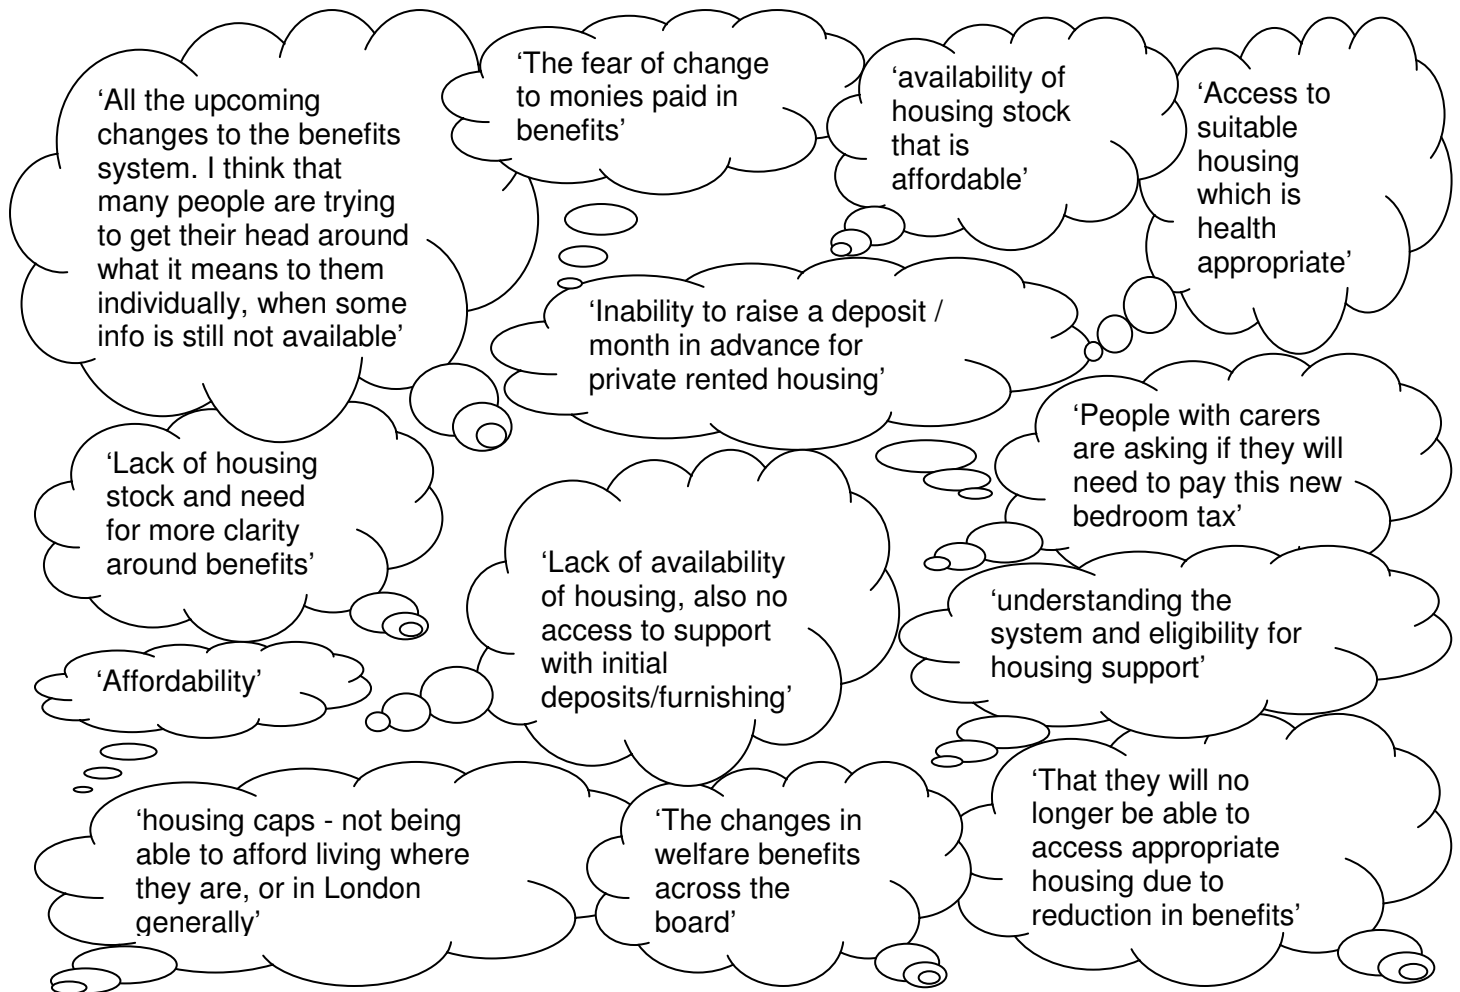 ‘All the upcoming
changes to the benefits
system. I think that
many people are trying
to get their head around
what it means to them
individually, when some
info is still not available’
‘The fear of change
to monies paid in
benefits’
‘availability of
housing stock
that is
affordable’
‘Access to
suitable
housing
which is
health
appropriate’
‘Inability to raise a deposit /
month in advance for
private rented housing’
‘People with carers
are asking if they will
need to pay this new
bedroom tax’
‘Lack of housing
stock and need
for more clarity
around benefits’
‘Lack of availability
of housing, also no
access to support
with initial
deposits/furnishing’
‘understanding the
system and eligibility for
housing support’
‘Affordability’
‘housing caps - not being
able to afford living where
they are, or in London
generally’
‘The changes in
welfare benefits
across the
board’
‘That they will no
longer be able to
access appropriate
housing due to
reduction in benefits’